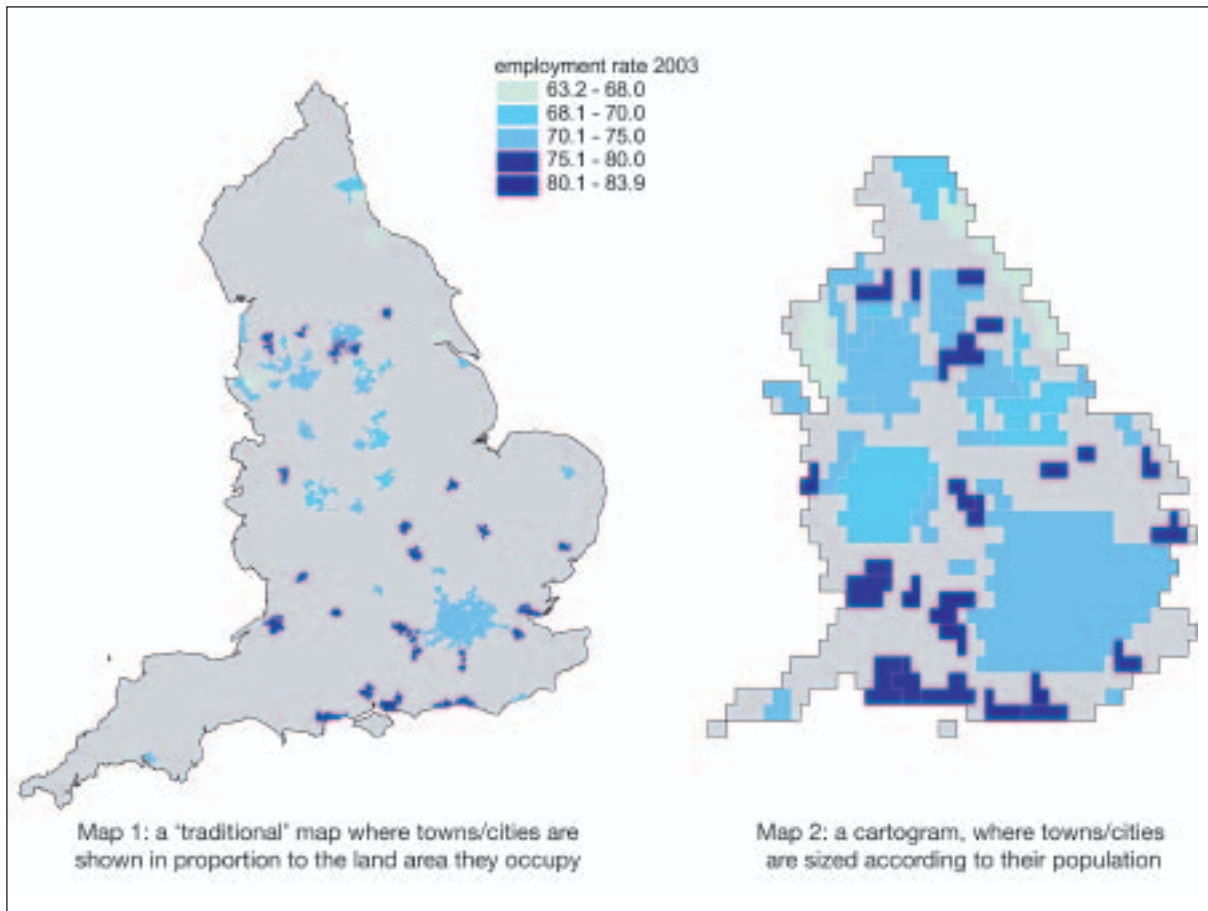 employment rate 2003
63.2 - 68.0
68.1 - 70.0
70.1 - 75.0
75.1 - 80.0
80.1 - 83.9
Map 1: a ‘traditional’ map where towns/cities are
shown in proportion to the land area they occupy
Map 2: a cartogram, where towns/cities
are sized according to their population